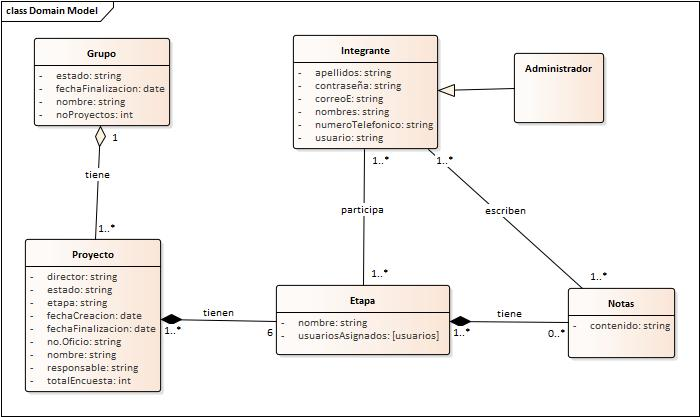 class Domain Model
Grupo
- estado: string
- fechaFinalizacion: date
- nombre: string
- noProyectos: int
1
tiene
1..*
Integrante
- apellidos: string
- contraseña: string
- correoE: string
- nombres: string
- numeroTelefonico: string
- usuario: string
Administrador
1..*
1..*
participa
escriben
1..*
1..*
Proyecto
- director: string
- estado: string
- etapa: string
- fechaCreacion: date
- fechaFinalizacion: date
- no.Oficio: string
- nombre: string
- responsable: string
- totalEncuesta: int
1..*
tienen
6
Etapa
- nombre: string
- usuariosAsignados: [usuarios]
1..*
tiene
0..*
Notas
- contenido: string